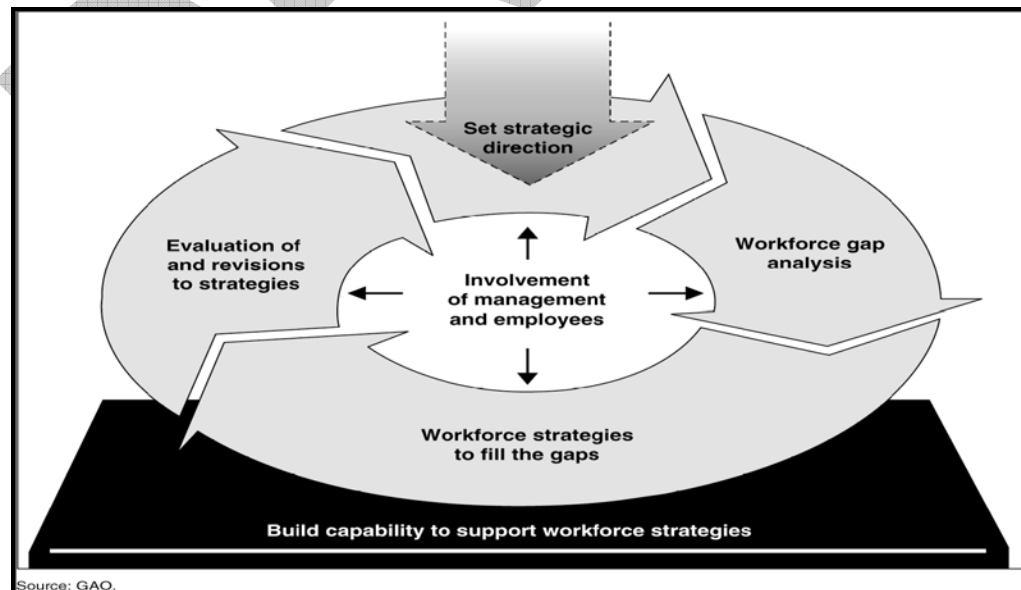 Set strategic
direction
Workforce gap
analysis
Evaluation of
and revisions
to strategies
Involvement
of management
and employees
Workforce strategies
to fill the gaps
Build capability to support workforce strategies
Source: GAO.